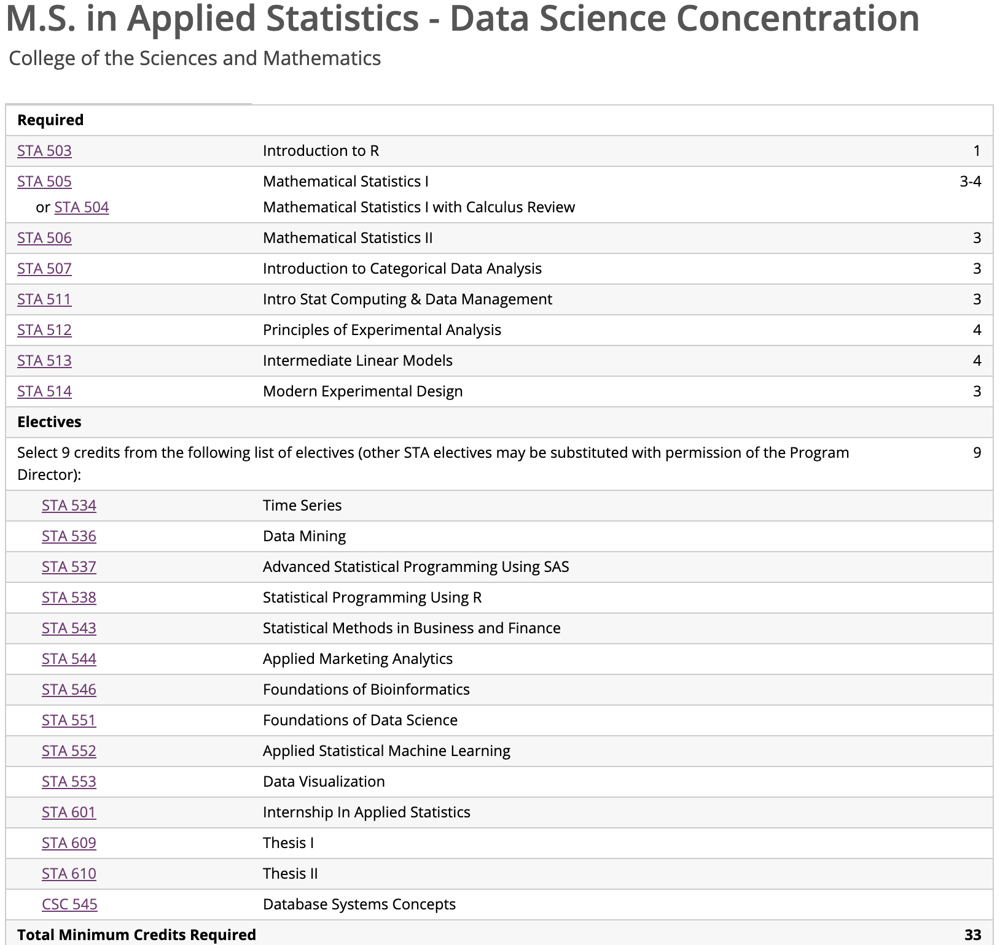 M.S. in Applied Statistics - Data Science Concentration
College of the Sciences and Mathematics
Required
STA 503 Introduction to R 1
STA 505 Mathematical Statistics I 3-4
or STA 504 Mathematical Statistics I with Calculus Review
STA 506 Mathematical Statistics II 3
STA 507 Introduction to Categorical Data Analysis 3
STA 511 Intro Stat Computing & Data Management 3
STA 512 Principles of Experimental Analysis 4
STA 513 Intermediate Linear Models 4
STA 514 Modern Experimental Design 3
Electives
Select 9 credits from the following list of electives (other STA electives may be substituted with permission of the Program 9
Director):
STA 534 Time Series
STA 536 Data Mining
STA 537 Advanced Statistical Programming Using SAS
STA 538 Statistical Programming Using R
STA 543 Statistical Methods in Business and Finance
STA 544 Applied Marketing Analytics
STA 546 Foundations of Bioinformatics
STA 551 Foundations of Data Science
STA 552 Applied Statistical Machine Learning
STA 553 Data Visualization
STA 601 Internship In Applied Statistics
STA 609 Thesis I
STA 610 Thesis II
CSC 545 Database Systems Concepts
Total Minimum Credits Required 33